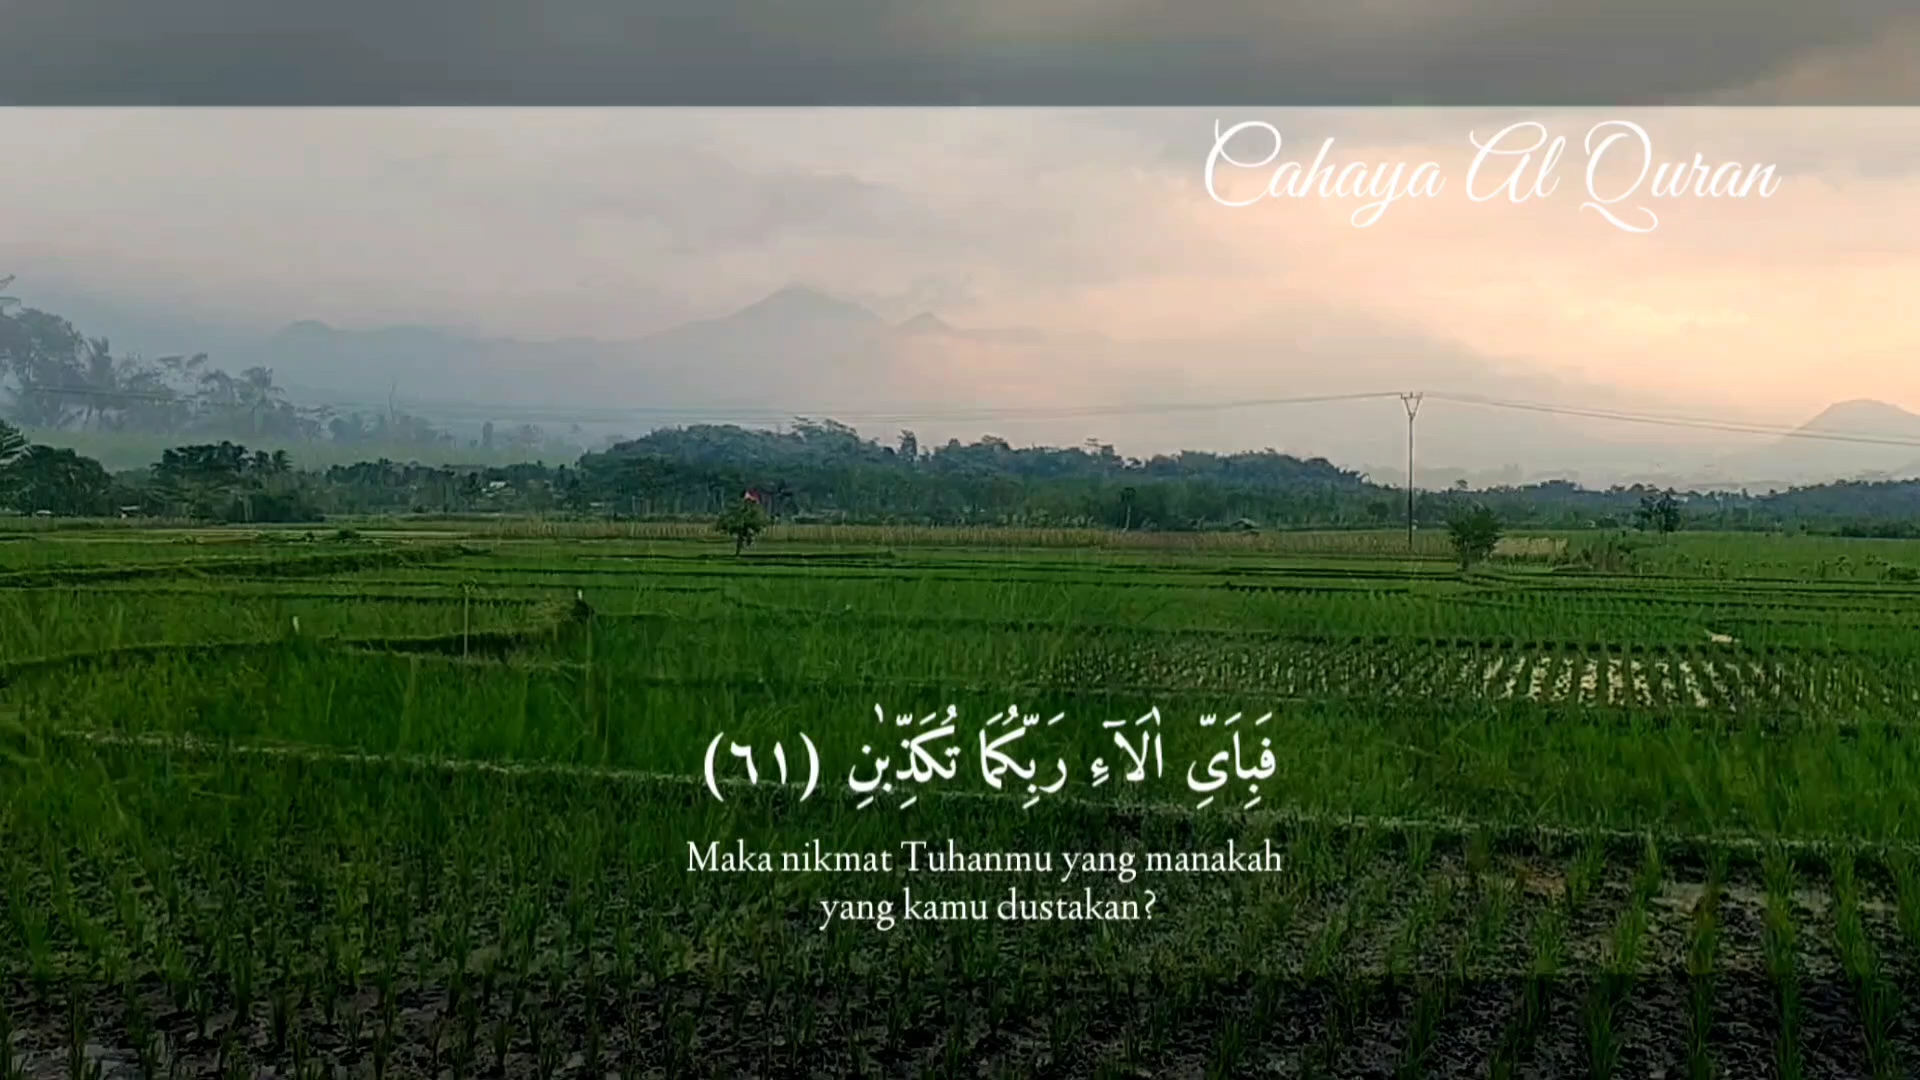 Cahaya Al Quran
فَبِاَيِّ اٰلَاۤءِ رَبِّكُمَا تُكَذِّبٰنِ (٦١)
Maka nikmat Tuhanmu yang manakah
yang kamu dustakan?